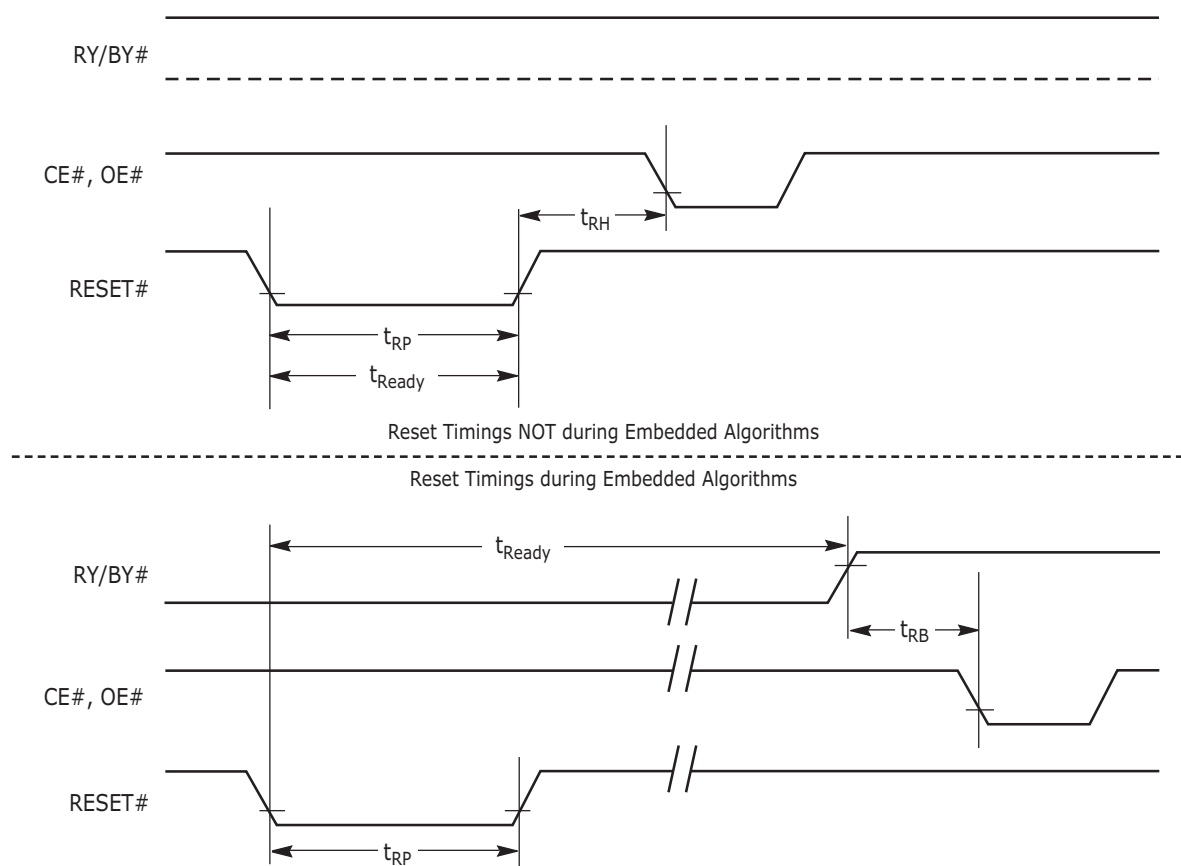 RY/BY#
CE#, OE#
tRH
RESET#
tRP
tReady
Reset Timings NOT during Embedded Algorithms
Reset Timings during Embedded Algorithms
tReady
RY/BY#
tRB
CE#, OE#
RESET#
tRP